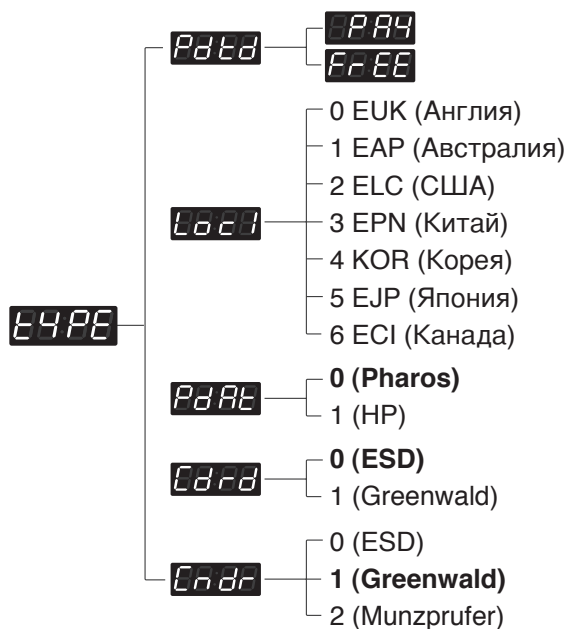 Pdtd
PAY
FrEE
0 EUK (Англия)
1 EAP (Австралия)
2 ELC (США)
Loc1
3 EPN (Китай)
4 KOR (Корея)
5 EJP (Япония)
6 ECI (Канада)
tYPE
PdAt
0 (Pharos)
1 (HP)
Cdrd
0 (ESD)
1 (Greenwald)
Cndr
0 (ESD)
1 (Greenwald)
2 (Munzprufer)